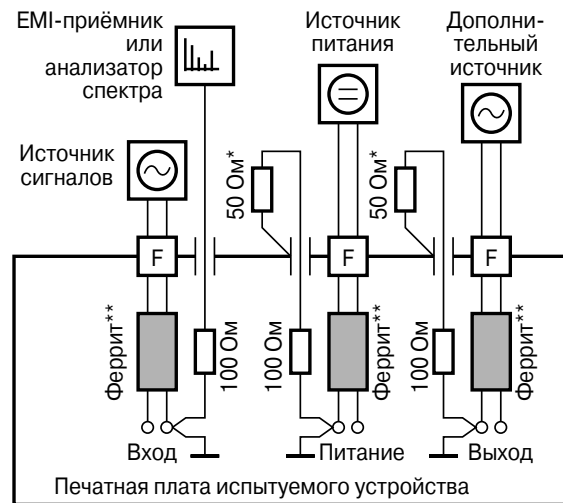 EMI-приёмник
или
анализатор
спектра
Источник
питания
Дополни-
тельный
источник
Источник
сигналов
50 Ом*
50 Ом*
F
F
F
Феррит**
100 Ом
100 Ом
Феррит**
100 Ом
Феррит**
Вход
Питание
Выход
Печатная плата испытуемого устройства